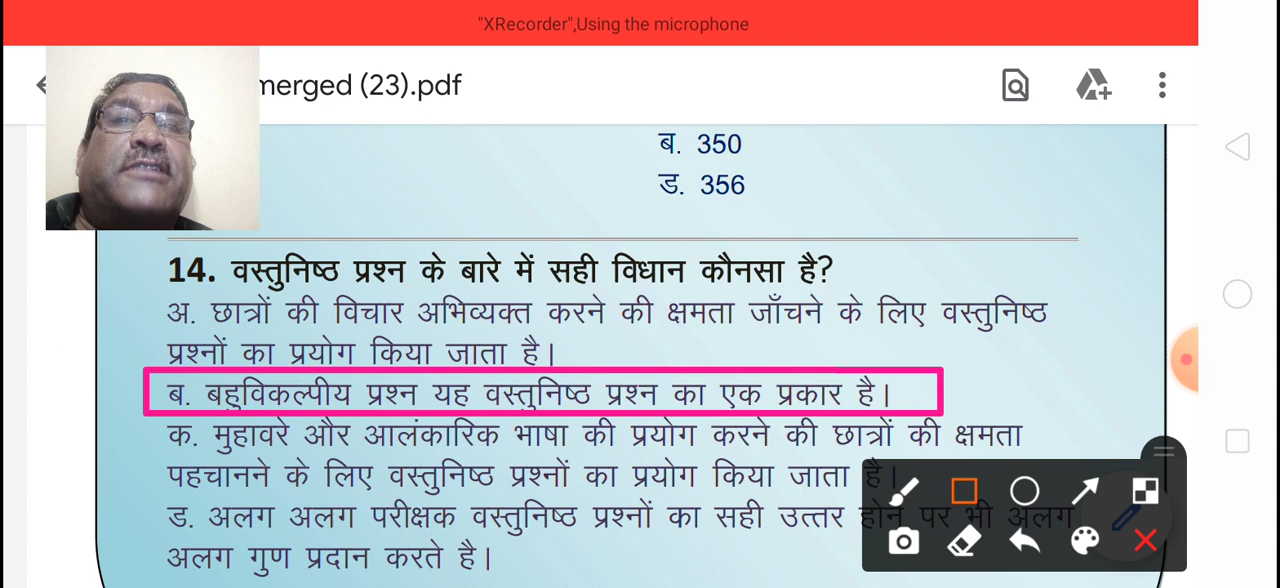 "XRecorder",Using the microphone
merged (23).pdf
ब. 350
ड. 356
14. वस्तुनिष्ठ प्रश्न के बारे में सही विधान कौनसा है?
अ. छात्रों की विचार अभिव्यक्त करने की क्षमता जाँचने के लिए वस्तुनिष्ठ
प्रश्नों का प्रयोग किया जाता है।
ब. बहुविकल्पीय प्रश्न यह वस्तुनिष्ठ प्रश्न का एक प्रकार है।
क. मुहावरे और आलंकारिक भाषा की प्रयोग करने की छात्रों की क्षमता
पहचानने के लिए वस्तुनिष्ठ प्रश्नों का प्रयोग किया जाता है।
ड. अलग अलग परीक्षक वस्तुनिष्ठ प्रश्नों का सही उत्तर होने पर भी अलग
अलग गुण प्रदान करते है।